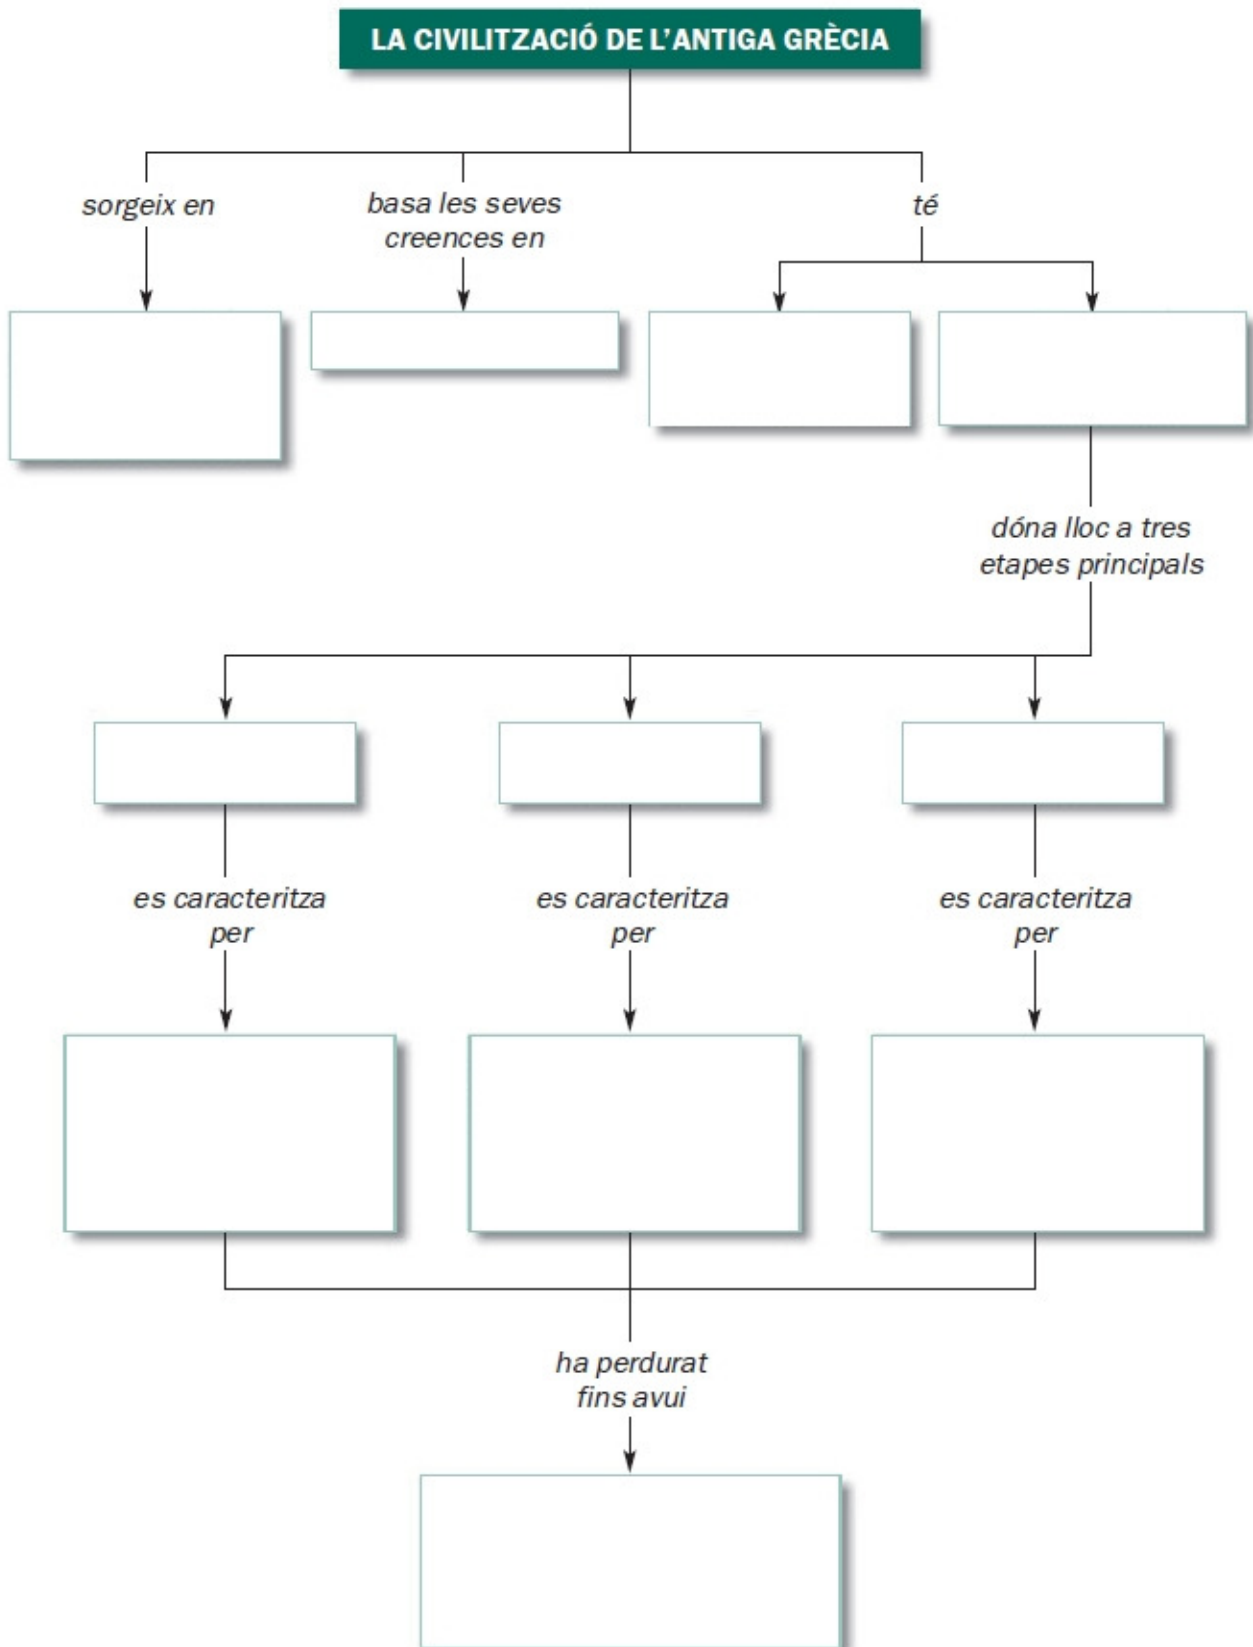 LA CIVILITZACIÓ DE L'ANTIGA GRÈCIA
sorgeix en
basa les seves
creences en
té
dóna lloc a tres
etapes principals
es caracteritza
per
es caracteritza
per
es caracteritza
per
ha perdurat
fins avui